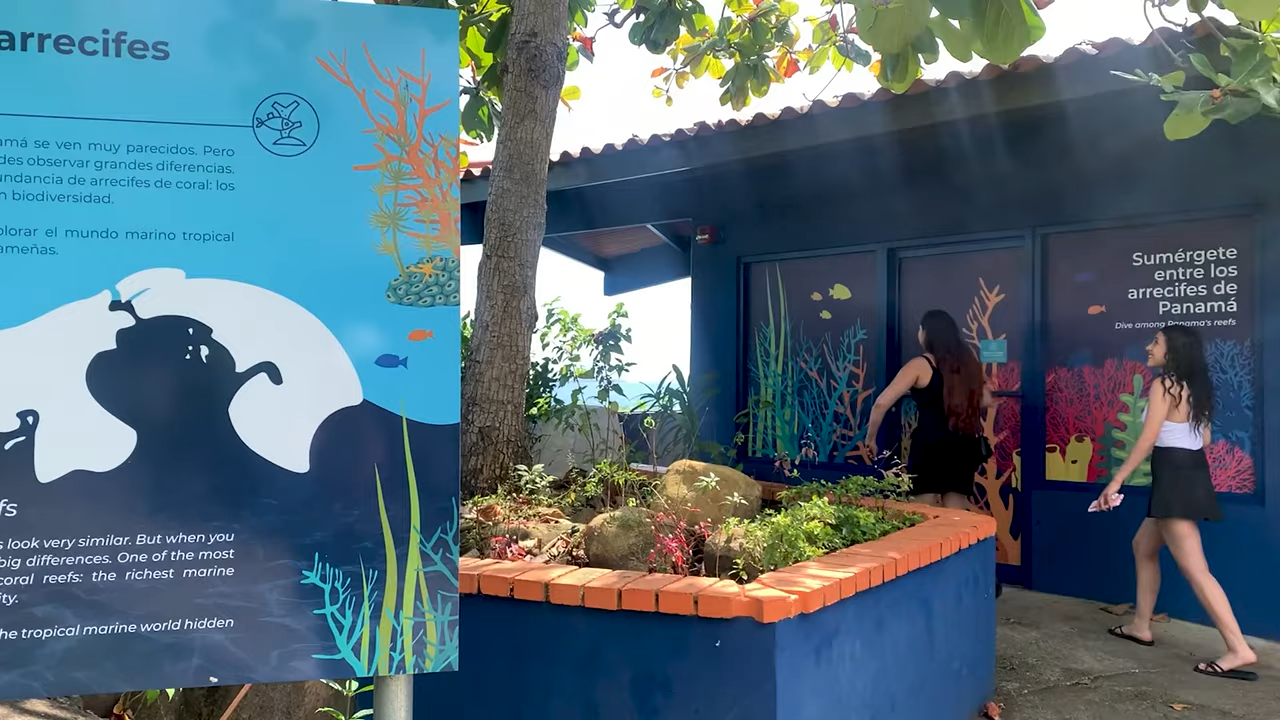 arrecifes
amá se ven muy parecidos. Pero
des observar grandes diferencias.
undancia de arrecifes de coral: los
n biodiversidad.
plorar el mundo marino tropical
ameñas.
fs
s look very similar. But when you
big differences. One of the most
coral reefs: the richest marine
ity.
he tropical marine world hidden
Sumérgete
entre los
arrecifes de
Panamá
Dive among Panama's reefs